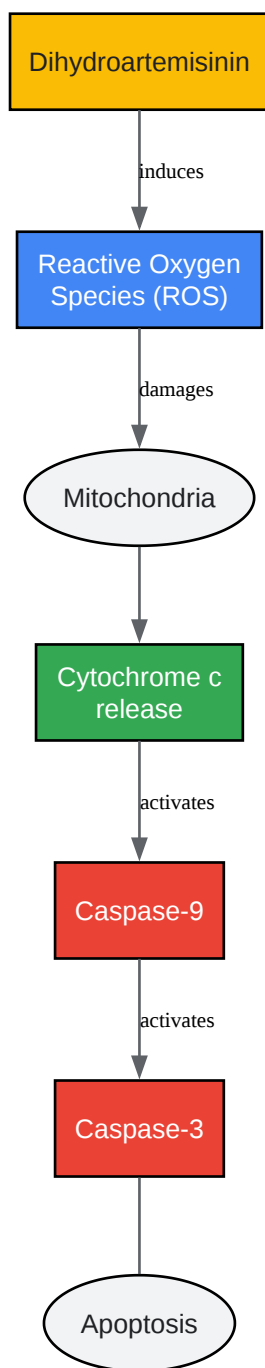 Dihydroartemisinin
induces
Reactive Oxygen
Species (ROS)
damages
Mitochondria
Cytochrome c
release
activates
Caspase-9
activates
Caspase-3
Apoptosis